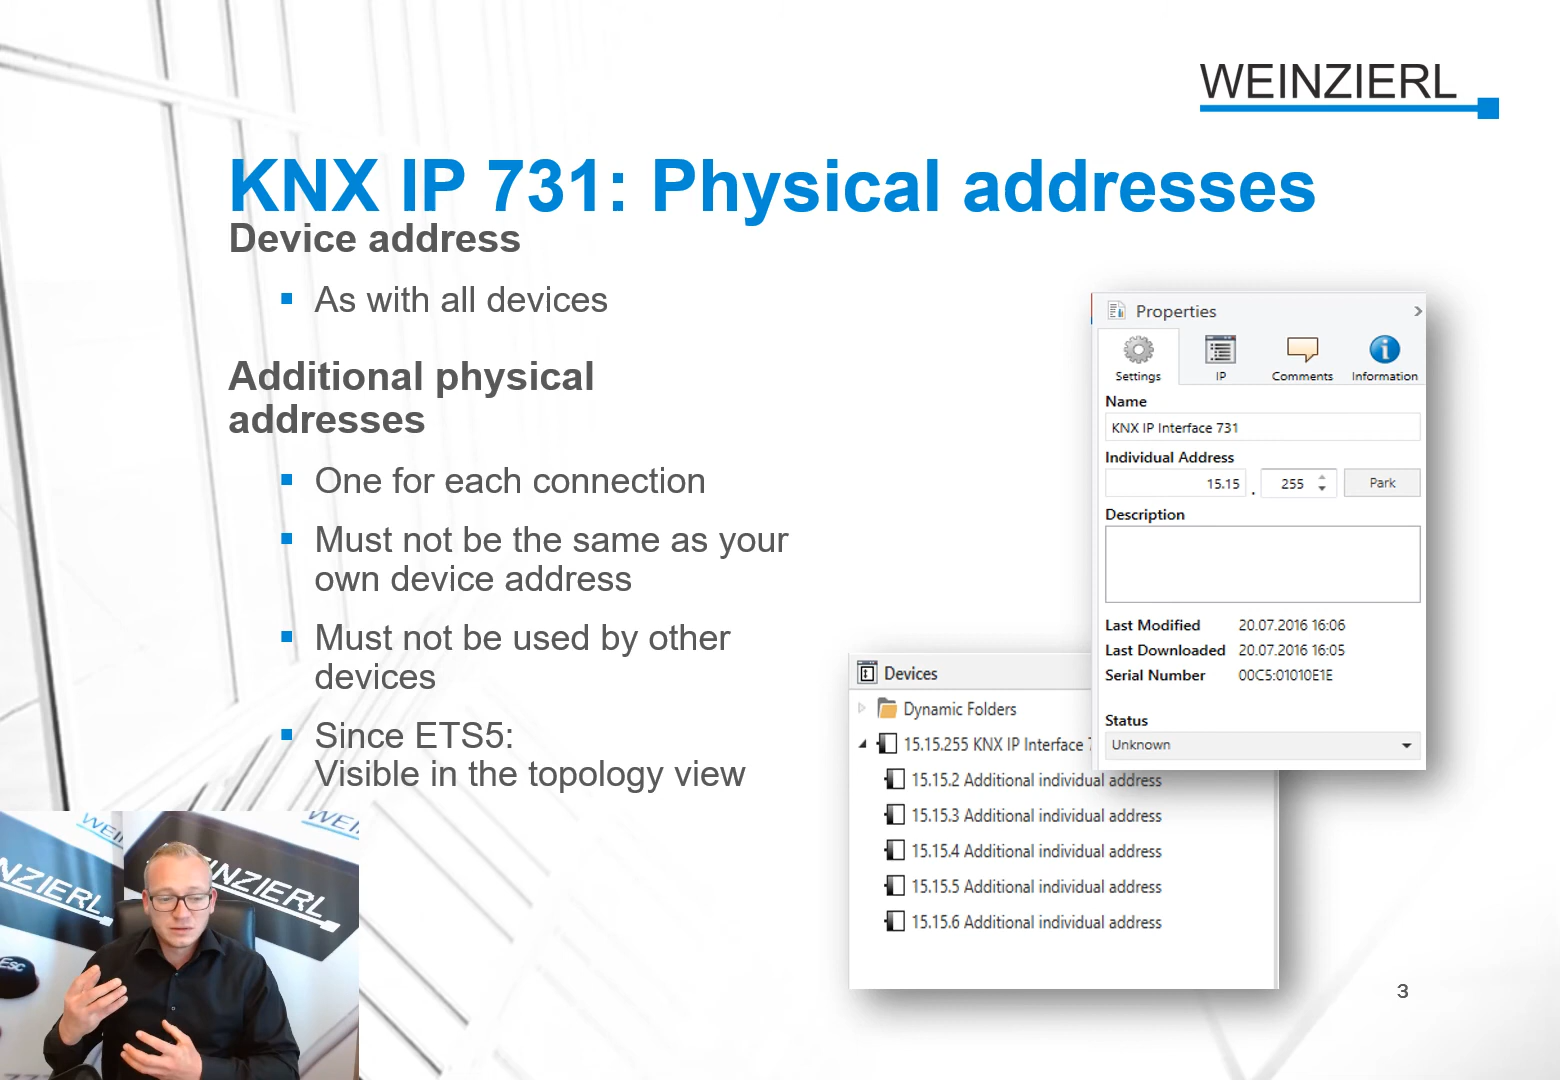 WEINZIERL
KNX IP 731: Physical addresses
Device address
As with all devices
Additional physical
addresses
One for each connection
Must not be the same as your
own device address
Must not be used by other
devices
Since ETS5:
Visible in the topology view
Properties
Settings
IP
Comments
Information
Name
KNX IP Interface 731
Individual Address
15.15 . 255 Park
Description
Last Modified 20.07.2016 16:06
Last Downloaded 20.07.2016 16:05
Serial Number 00C5:01010E1E
Status
Unknown
Devices
Dynamic Folders
15.15.255 KNX IP Interface
15.15.2 Additional individual address
15.15.3 Additional individual address
15.15.4 Additional individual address
15.15.5 Additional individual address
15.15.6 Additional individual address
3
WEI
WEI
NZIERL
NZIERL
Esc